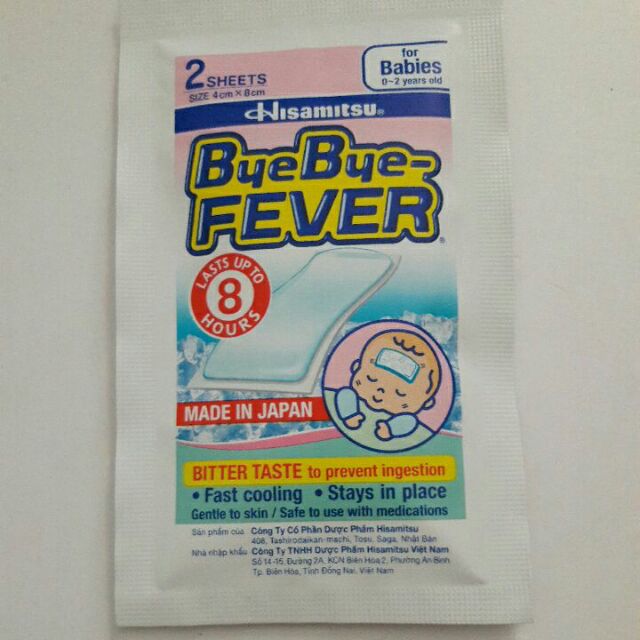 2 SHEETS
SIZE 4cm × 8cm
for
Babies
0~2 years old
Hisamitsu®
ByeBye-
FEVER®
LASTS UP TO
8
HOURS
MADE IN JAPAN
BITTER TASTE to prevent ingestion
• Fast cooling • Stays in place
Gentle to skin / Safe to use with medications
Sản phẩm của Công Ty Cổ Phần Dược Phẩm Hisamitsu
408, Tashirodaikan-machi, Tosu, Saga, Nhật Bản
Nhà nhập khẩu Công Ty TNHH Dược Phẩm Hisamitsu Việt Nam
Số 14-15, Đường 2A, KCN Biên Hòa 2, Phường An Bình
Tp. Biên Hòa, Tỉnh Đồng Nai, Việt Nam